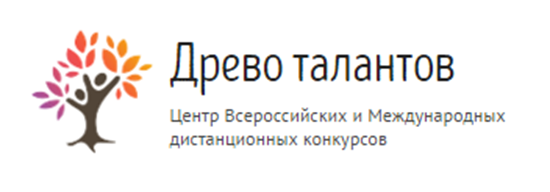 Древо талантов
Центр Всероссийских и Международных
дистанционных конкурсов